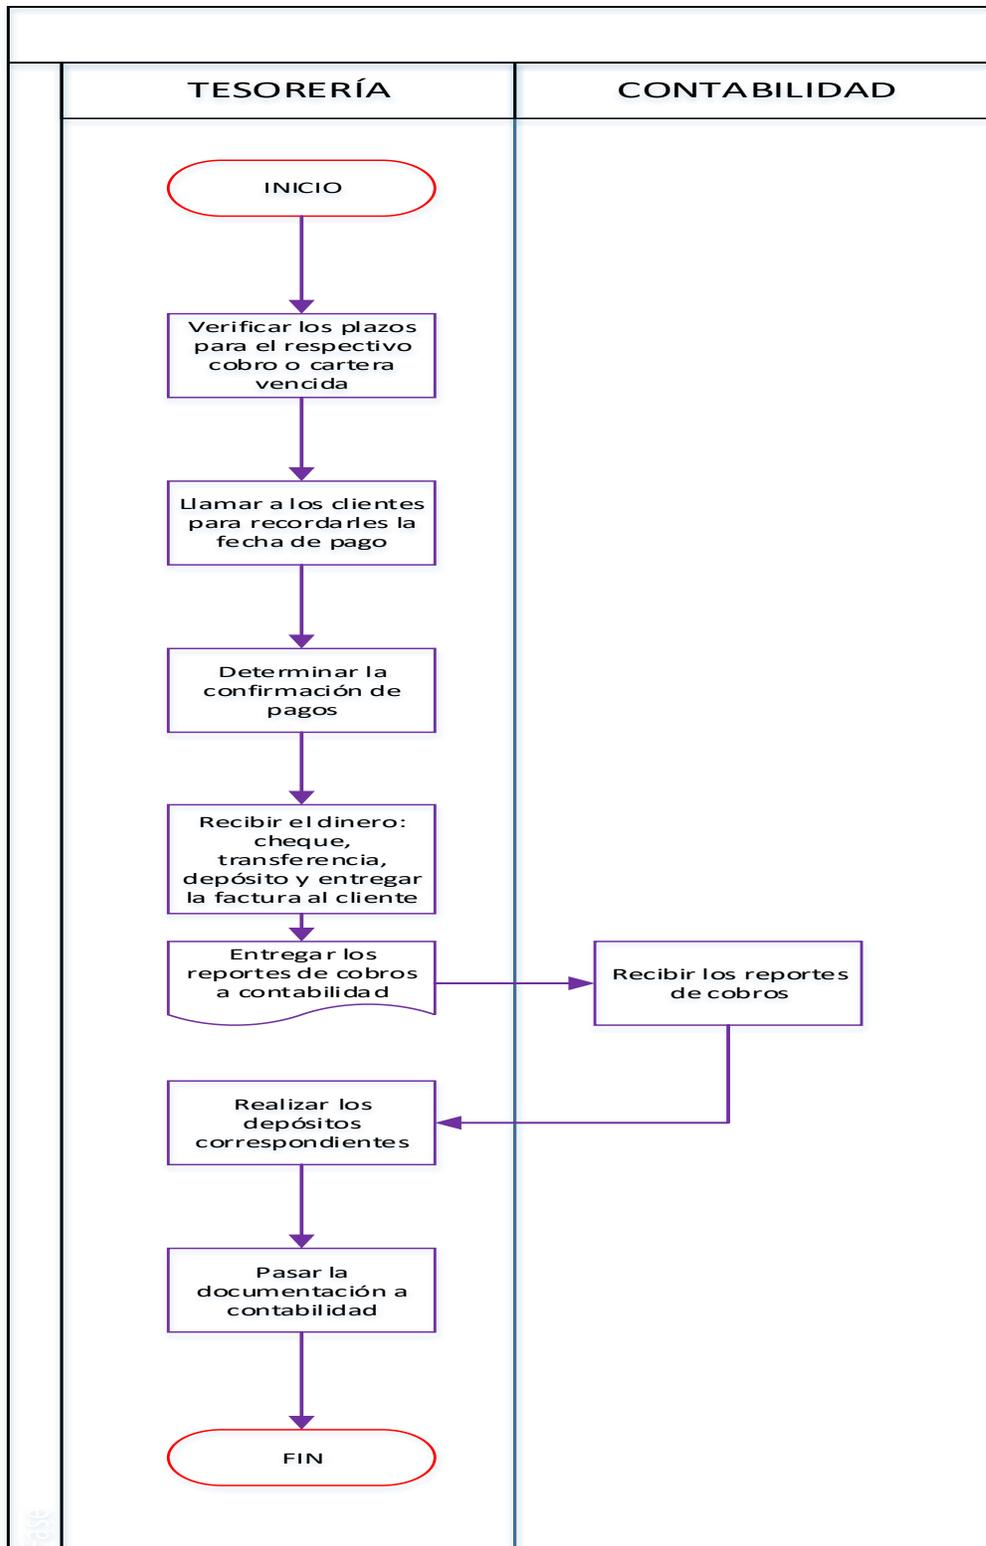 TESORERÍA
CONTABILIDAD
INICIO
Verificar los plazos
para el respectivo
cobro o cartera
vencida
Llamar a los clientes
para recordarles la
fecha de pago
Determinar la
confirmación de
pagos
Recibir el dinero:
cheque,
transferencia,
depósito y entregar
la factura al cliente
Entregar los
reportes de cobros
a contabilidad
Recibir los reportes
de cobros
Realizar los
depósitos
correspondientes
Pasar la
documentación a
contabilidad
FIN